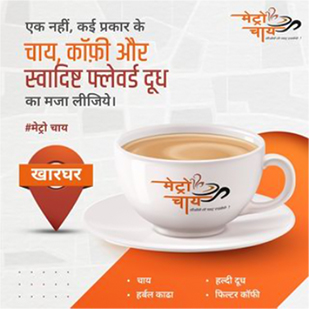 एक नहीं, कई प्रकार के
चाय, कॉफ़ी और
स्वादिष्ट फ्लेवर्ड दूध
का मजा लीजिये।
#मेट्रो चाय
मेट्रो
चाय
खारघर
मेट्रो
चाय
• चाय
• हल्दी दूध
• हर्बल काढा
• फिल्टर कॉफी